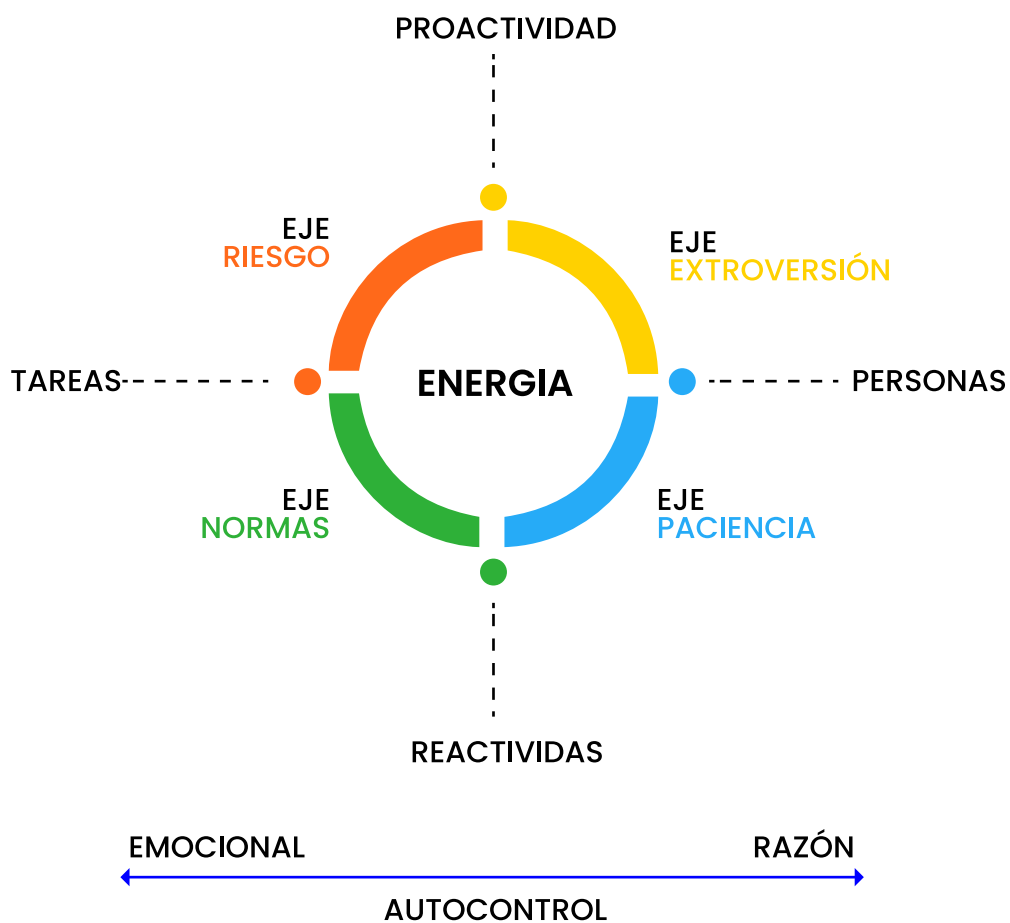 PROACTIVIDAD
EJE
RIESGO
EJE
EXTROVERSIÓN
TAREAS
ENERGIA
PERSONAS
EJE
NORMAS
EJE
PACIENCIA
REACTIVIDAS
EMOCIONAL
RAZÓN
AUTOCONTROL